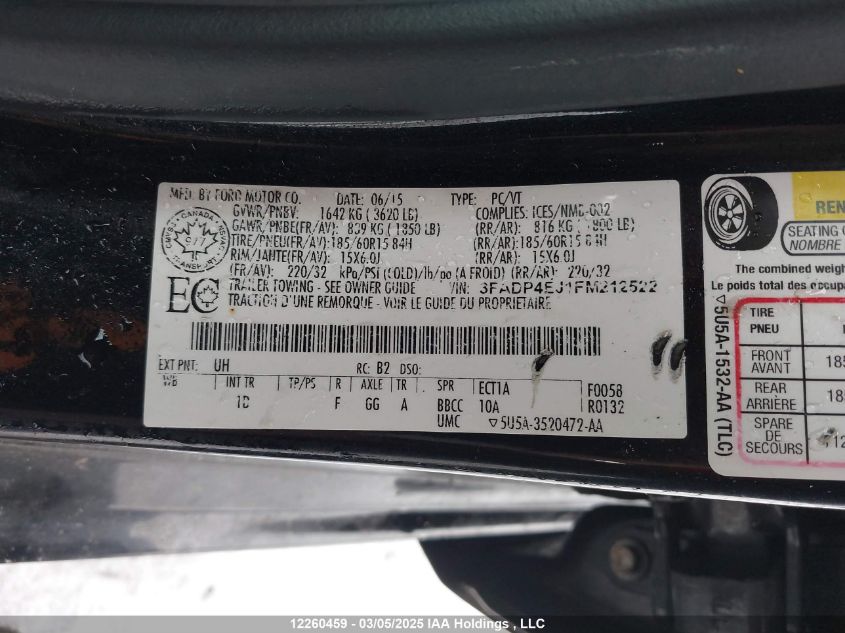 MFD. BY FORD MOTOR CO. DATE: 06/15 TYPE: PC/VT
GVWR/PNBV: 1642 KG ( 3620 LB) COMPLIES: ICES/NMB-002
GAWR/PNBE(FR/AV): 839 KG ( 1850 LB) (RR/AR): 816 KG ( 1800 LB)
TIRE/PNEU(FR/AV): 185/60R15 84H (RR/AR): 185/60R15 84H
RIM/JANTE(FR/AV): 15X6.0J (RR/AR): 15X6.0J
(FR/AV): 220/32 kPa/PSI (COLD)/lb/po (A FROID) (RR/AR): 220/32
TRAILER TOWING - SEE OWNER GUIDE VIN: 3FADP4EJ1FM212522
TRACTION D'UNE REMORQUE - VOIR LE GUIDE DU PROPRIETAIRE
CANADA
977
TRANSPORT
EC
EXT PNT: UH RC: B2 DSO:
WB INT TR TP/PS R AXLE TR SPR ECT1A F0058
1D F GG A BBCC 10A R0132
UMC ▽5U5A-3520472-AA
REN
SEATING
NOMBRE
The combined weigh
Le poids total des occupa
TIRE
PNEU
FRONT
AVANT 185
REAR
ARRIÈRE 185
SPARE
DE
SECOURS
▽5U5A-1532-AA (TLC)
12260459 - 03/05/2025 IAA Holdings , LLC